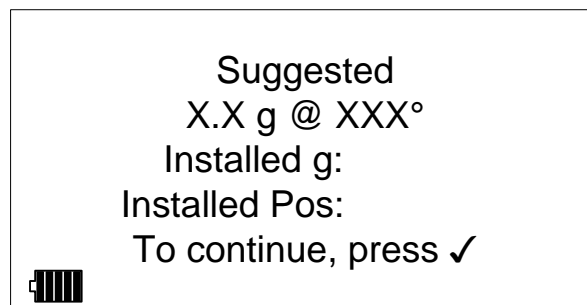 Suggested
X.X g @ XXX°
Installed g:
Installed Pos:
To continue, press ✓